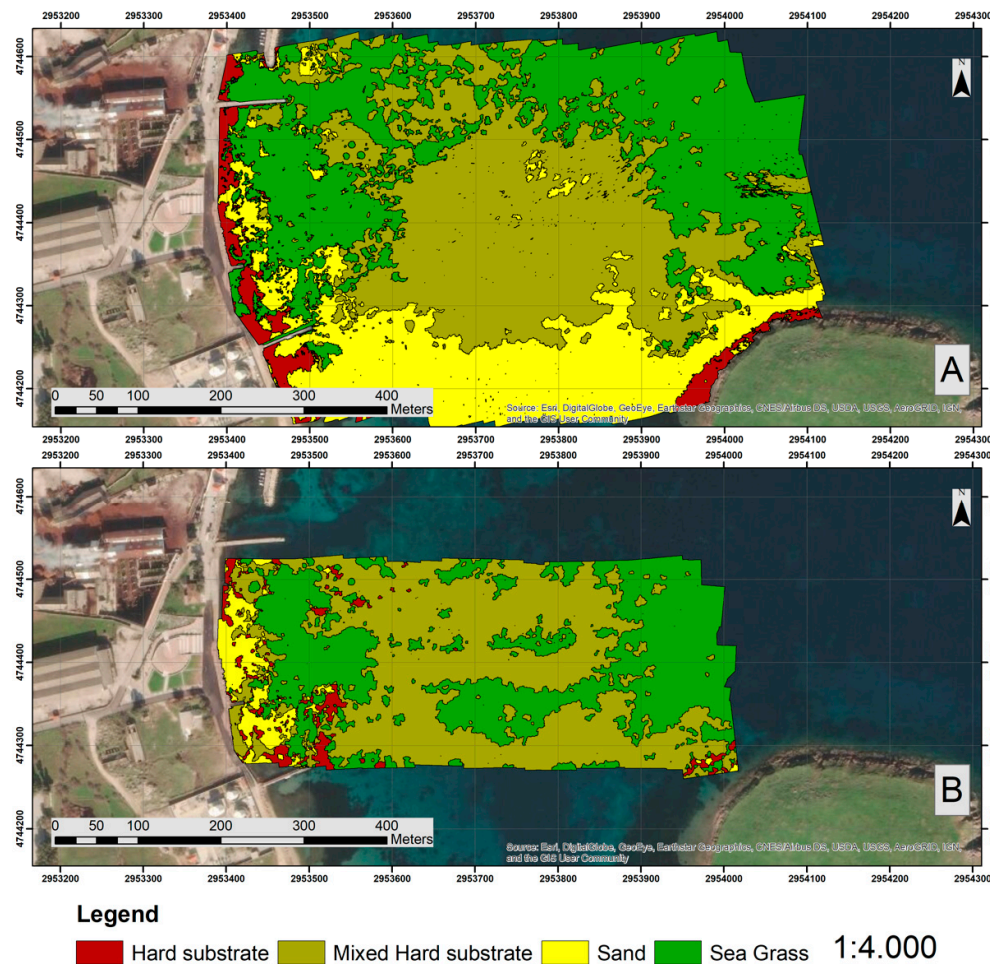 2953200 2953300 2953400 2953500 2953600 2953700 2953800 2953900 2954000 2954100 2954200 2954300
4744600
N
4744500
4744400
4744300
4744200
A
0 50 100 200 300 400
Meters
Source: Esri, DigitalGlobe, GeoEye, Earthstar Geographics, CNES/Airbus DS, USDA, USGS, AeroGRID, IGN,
and the GIS User Community
2953200 2953300 2953400 2953500 2953600 2953700 2953800 2953900 2954000 2954100 2954200 2954300
4744600
N
4744500
4744400
4744300
4744200
B
0 50 100 200 300 400
Meters
Source: Esri, DigitalGlobe, GeoEye, Earthstar Geographics, CNES/Airbus DS, USDA, USGS, AeroGRID, IGN,
and the GIS User Community
2953200 2953300 2953400 2953500 2953600 2953700 2953800 2953900 2954000 2954100 2954200 2954300
Legend
Hard substrate Mixed Hard substrate Sand Sea Grass 1:4.000